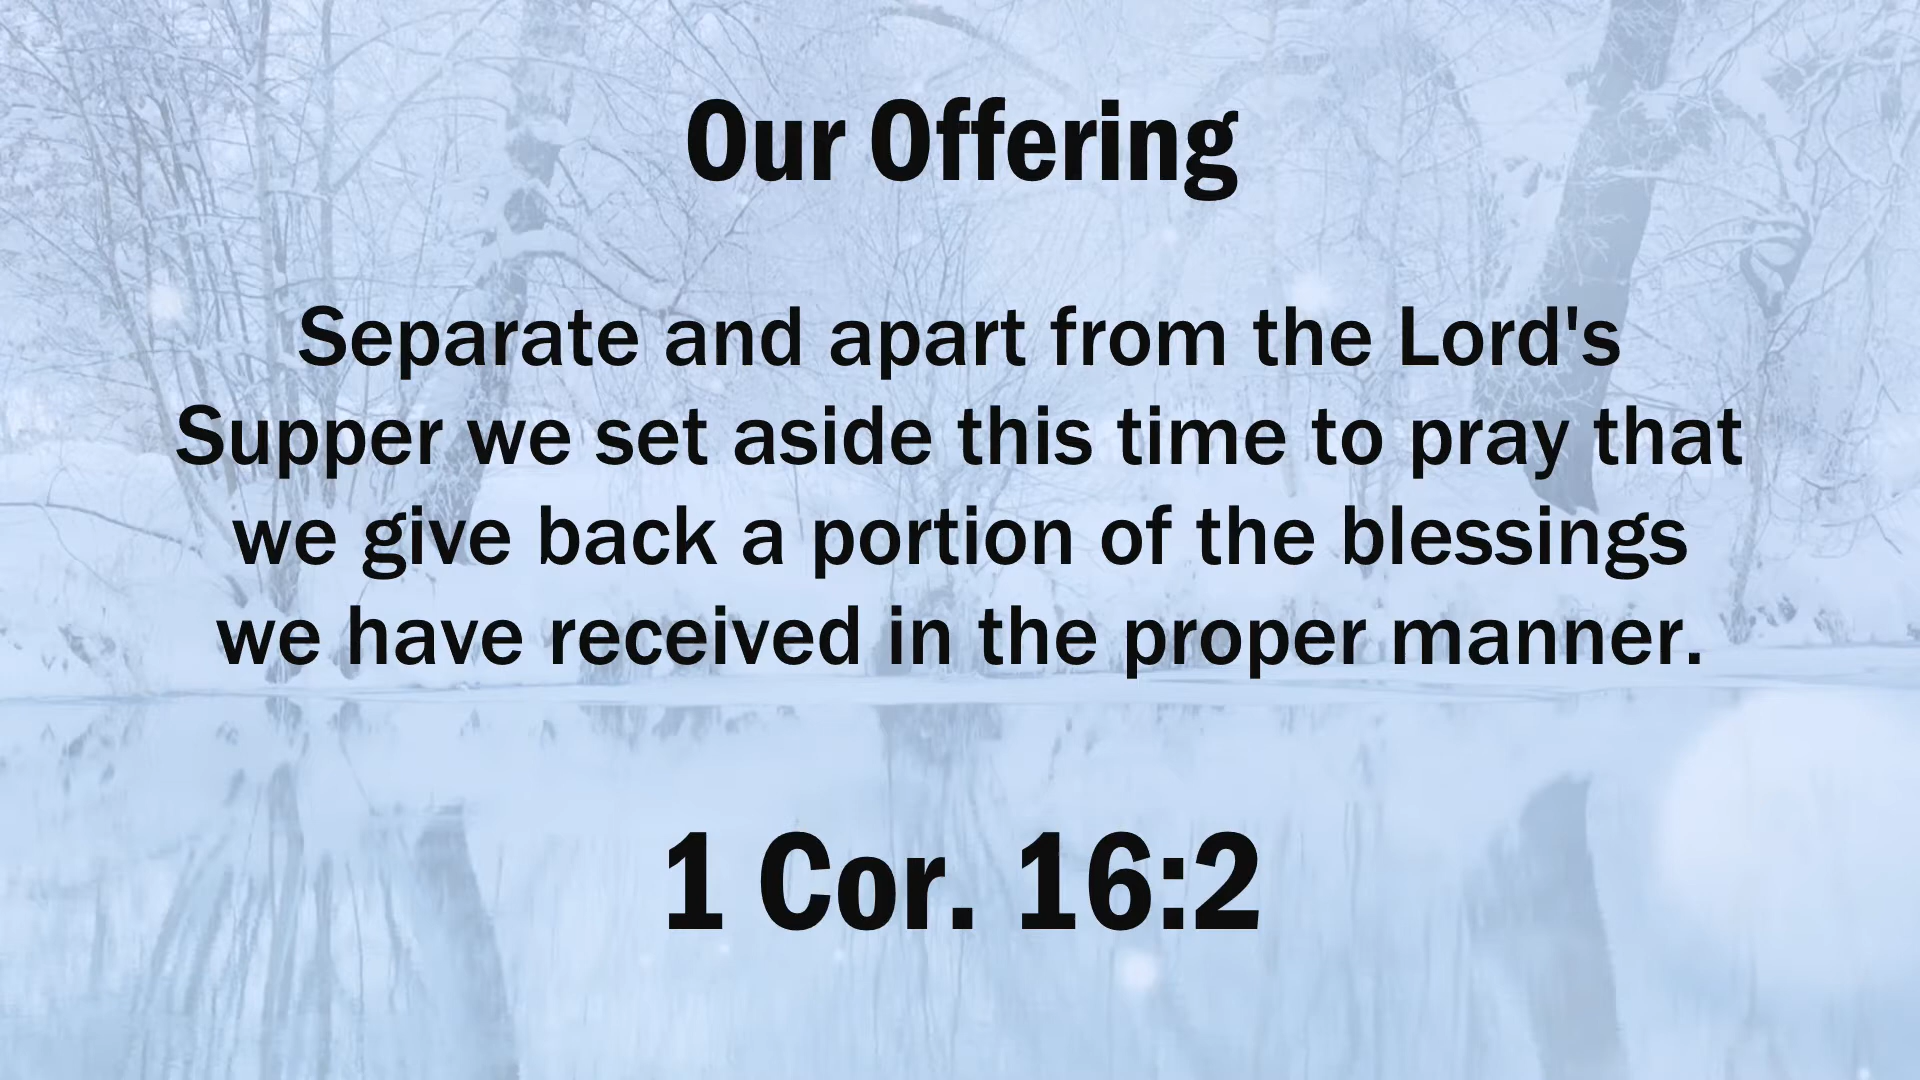 Our Offering
Separate and apart from the Lord's
Supper we set aside this time to pray that
we give back a portion of the blessings
we have received in the proper manner.
1 Cor. 16:2